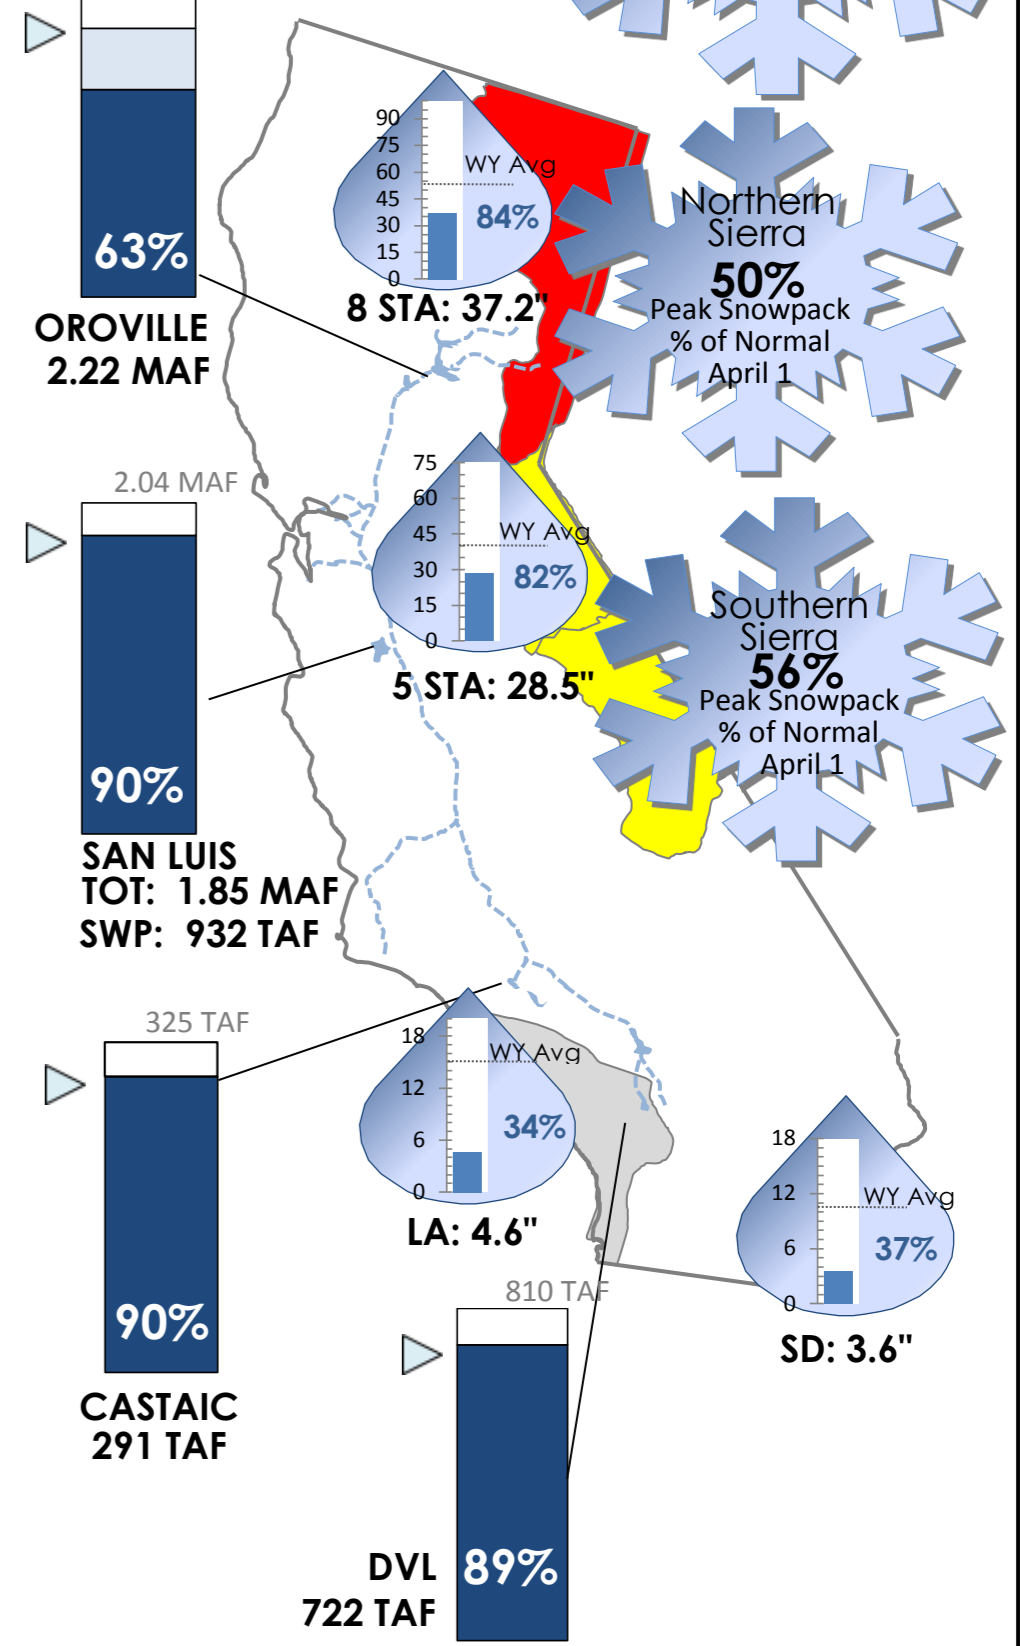 63%
OROVILLE
2.22 MAF
90
75
60
45
30
15
0
WY Avg
84%
8 STA: 37.2"
Northern
Sierra
50%
Peak Snowpack
% of Normal
April 1
2.04 MAF
90%
SAN LUIS
TOT: 1.85 MAF
SWP: 932 TAF
75
60
45
30
15
0
WY Avg
82%
5 STA: 28.5"
Southern
Sierra
56%
Peak Snowpack
% of Normal
April 1
325 TAF
90%
CASTAIC
291 TAF
18
12
6
0
WY Avg
34%
LA: 4.6"
18
12
6
0
WY Avg
37%
SD: 3.6"
810 TAF
89%
DVL
722 TAF